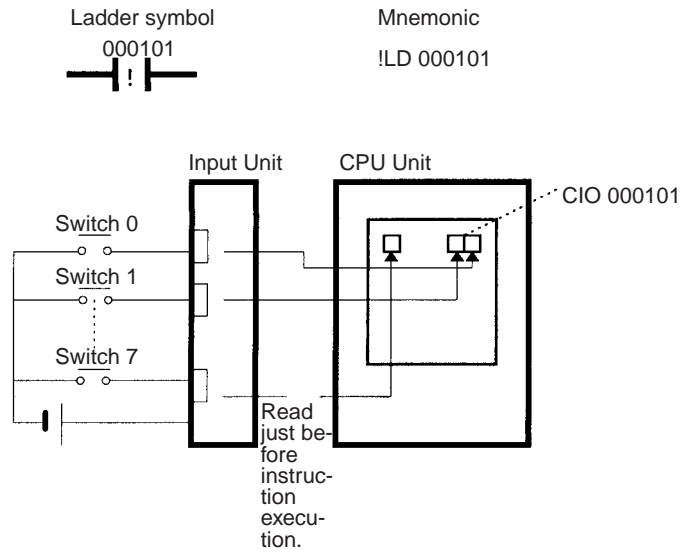 Ladder symbol
Mnemonic
000101
!
!LD 000101
Input Unit
CPU Unit
CIO 000101
Switch 0
Switch 1
Switch 7
Read
just be-
fore
instruc-
tion
execu-
tion.